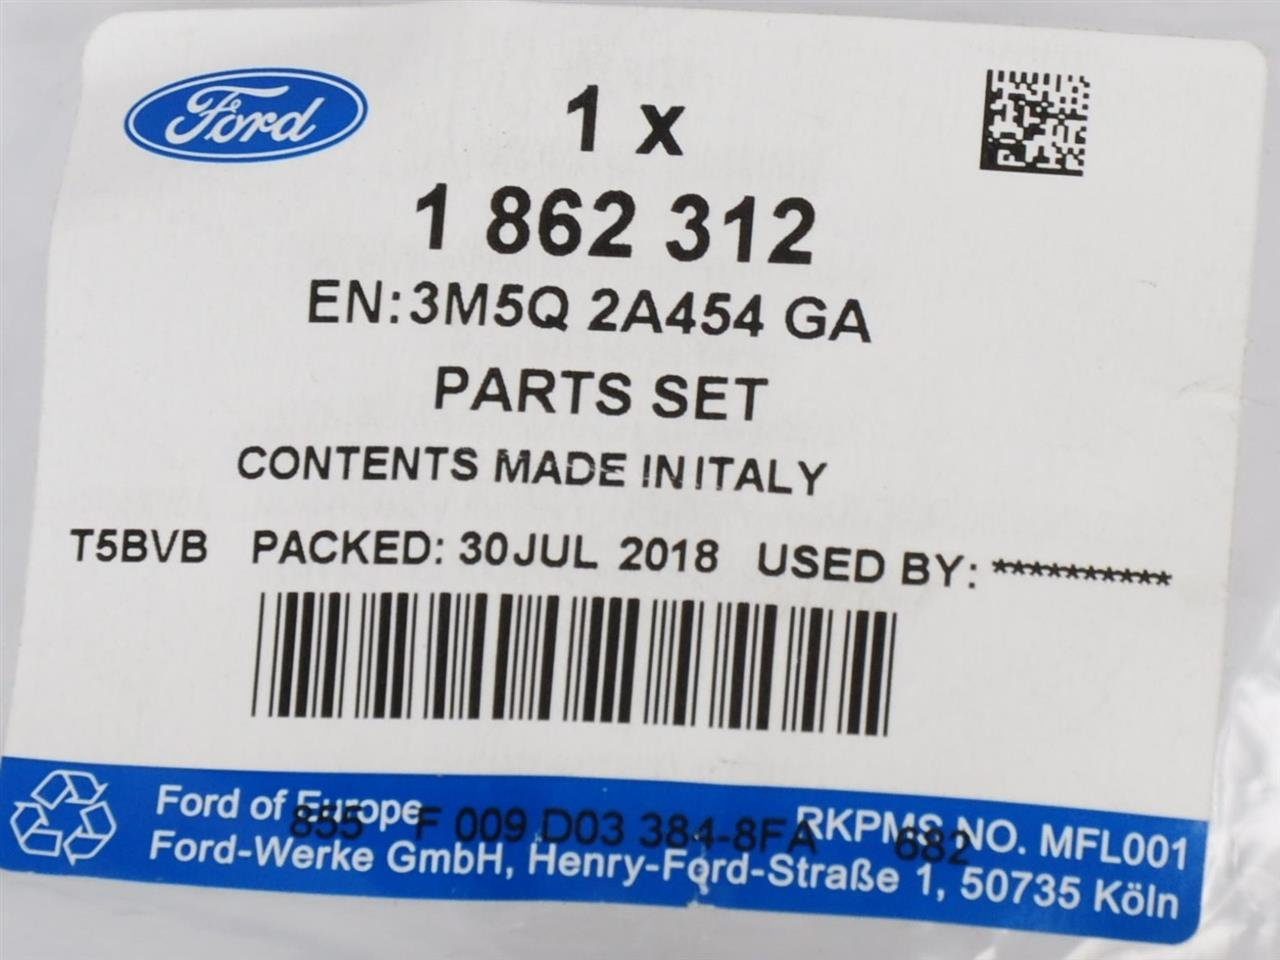 Ford
1 x
1 862 312
EN:3M5Q 2A454 GA
PARTS SET
CONTENTS MADE IN ITALY
T5BVB PACKED: 30JUL 2018 USED BY: **********
Ford of Europe RKPMS NO. MFL001
855 F 009 D03 384-8FA 682
Ford-Werke GmbH, Henry-Ford-Straße 1, 50735 Köln